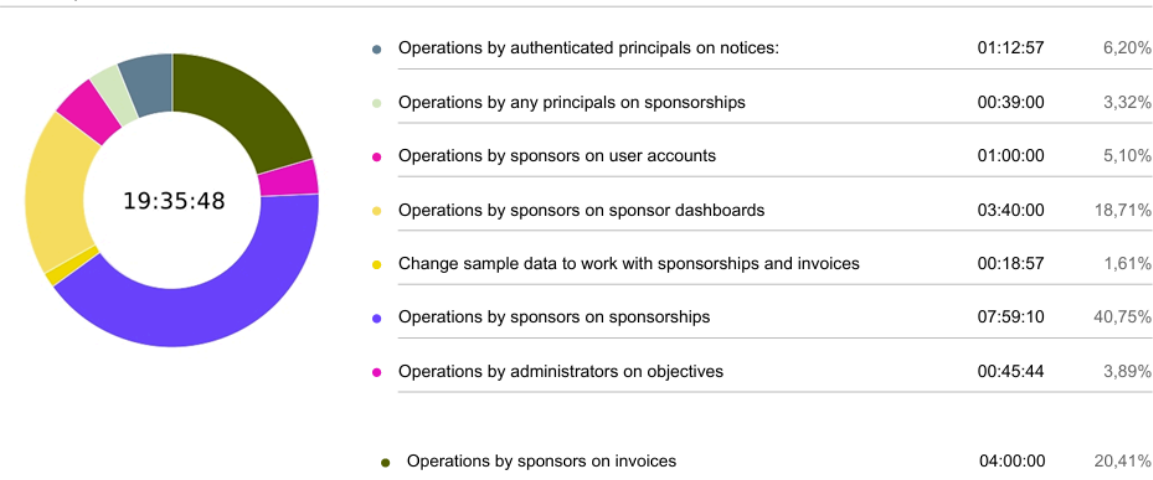 Operations by authenticated principals on notices: 01:12:57 6,20%
Operations by any principals on sponsorships 00:39:00 3,32%
Operations by sponsors on user accounts 01:00:00 5,10%
Operations by sponsors on sponsor dashboards 03:40:00 18,71%
19:35:48
Change sample data to work with sponsorships and invoices 00:18:57 1,61%
Operations by sponsors on sponsorships 07:59:10 40,75%
Operations by administrators on objectives 00:45:44 3,89%
Operations by sponsors on invoices 04:00:00 20,41%